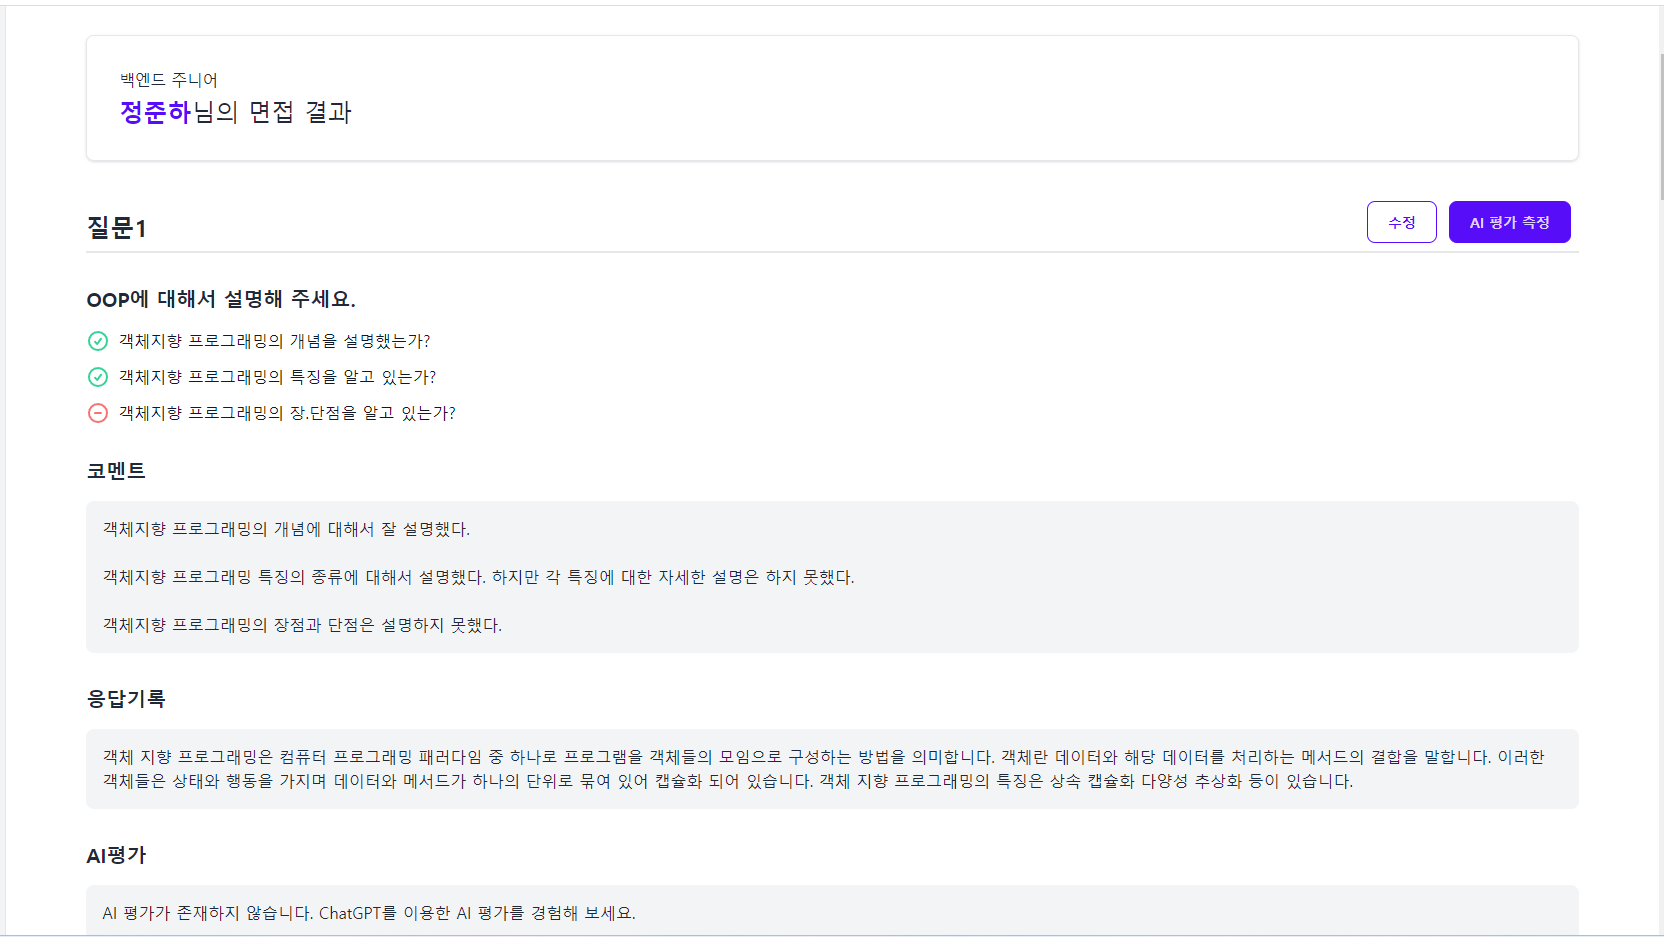 백엔드 주니어
정준하님의 면접 결과
질문1
수정
AI 평가 측정
OOP에 대해서 설명해 주세요.
객체지향 프로그래밍의 개념을 설명했는가?
객체지향 프로그래밍의 특징을 알고 있는가?
객체지향 프로그래밍의 장.단점을 알고 있는가?
코멘트
객체지향 프로그래밍의 개념에 대해서 잘 설명했다.
객체지향 프로그래밍 특징의 종류에 대해서 설명했다. 하지만 각 특징에 대한 자세한 설명은 하지 못했다.
객체지향 프로그래밍의 장점과 단점은 설명하지 못했다.
응답기록
객체 지향 프로그래밍은 컴퓨터 프로그래밍 패러다임 중 하나로 프로그램을 객체들의 모임으로 구성하는 방법을 의미합니다. 객체란 데이터와 해당 데이터를 처리하는 메서드의 결합을 말합니다. 이러한
객체들은 상태와 행동을 가지며 데이터와 메서드가 하나의 단위로 묶여 있어 캡슐화 되어 있습니다. 객체 지향 프로그래밍의 특징은 상속 캡슐화 다양성 추상화 등이 있습니다.
AI평가
AI 평가가 존재하지 않습니다. ChatGPT를 이용한 AI 평가를 경험해 보세요.